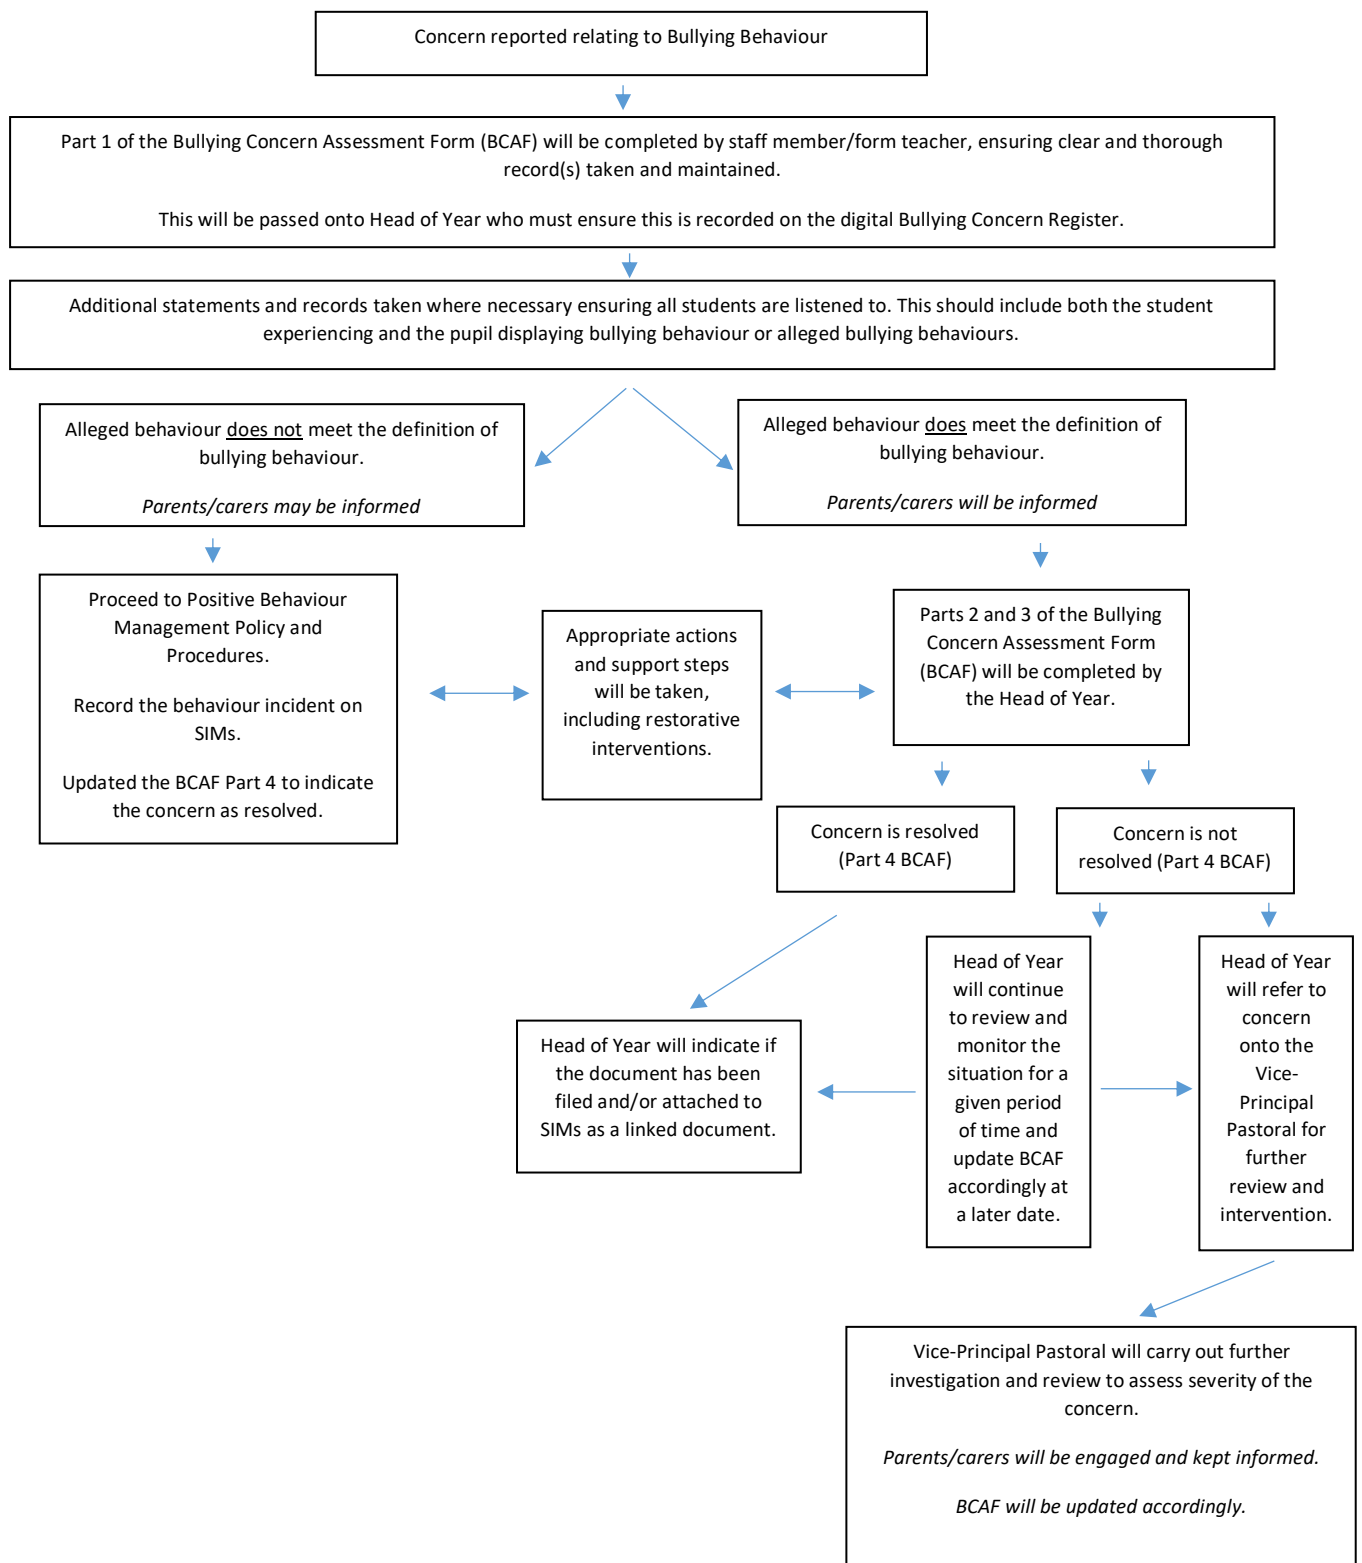 Concern reported relating to Bullying Behaviour
Part 1 of the Bullying Concern Assessment Form (BCAF) will be completed by staff member/form teacher, ensuring clear and thorough
record(s) taken and maintained.
This will be passed onto Head of Year who must ensure this is recorded on the digital Bullying Concern Register.
Additional statements and records taken where necessary ensuring all students are listened to. This should include both the student
experiencing and the pupil displaying bullying behaviour or alleged bullying behaviours.
Alleged behaviour does not meet the definition of
bullying behaviour.
Parents/carers may be informed
Alleged behaviour does meet the definition of
bullying behaviour.
Parents/carers will be informed
Proceed to Positive Behaviour
Management Policy and
Procedures.
Record the behaviour incident on
SIMs.
Updated the BCAF Part 4 to indicate
the concern as resolved.
Appropriate actions
and support steps
will be taken,
including restorative
interventions.
Parts 2 and 3 of the Bullying
Concern Assessment Form
(BCAF) will be completed by
the Head of Year.
Concern is resolved
(Part 4 BCAF)
Concern is not
resolved (Part 4 BCAF)
Head of Year will indicate if
the document has been
filed and/or attached to
SIMs as a linked document.
Head of Year
will continue
to review and
monitor the
situation for a
given period
of time and
update BCAF
accordingly at
a later date.
Head of Year
will refer to
concern
onto the
Vice-
Principal
Pastoral for
further
review and
intervention.
Vice-Principal Pastoral will carry out further
investigation and review to assess severity of the
concern.
Parents/carers will be engaged and kept informed.
BCAF will be updated accordingly.